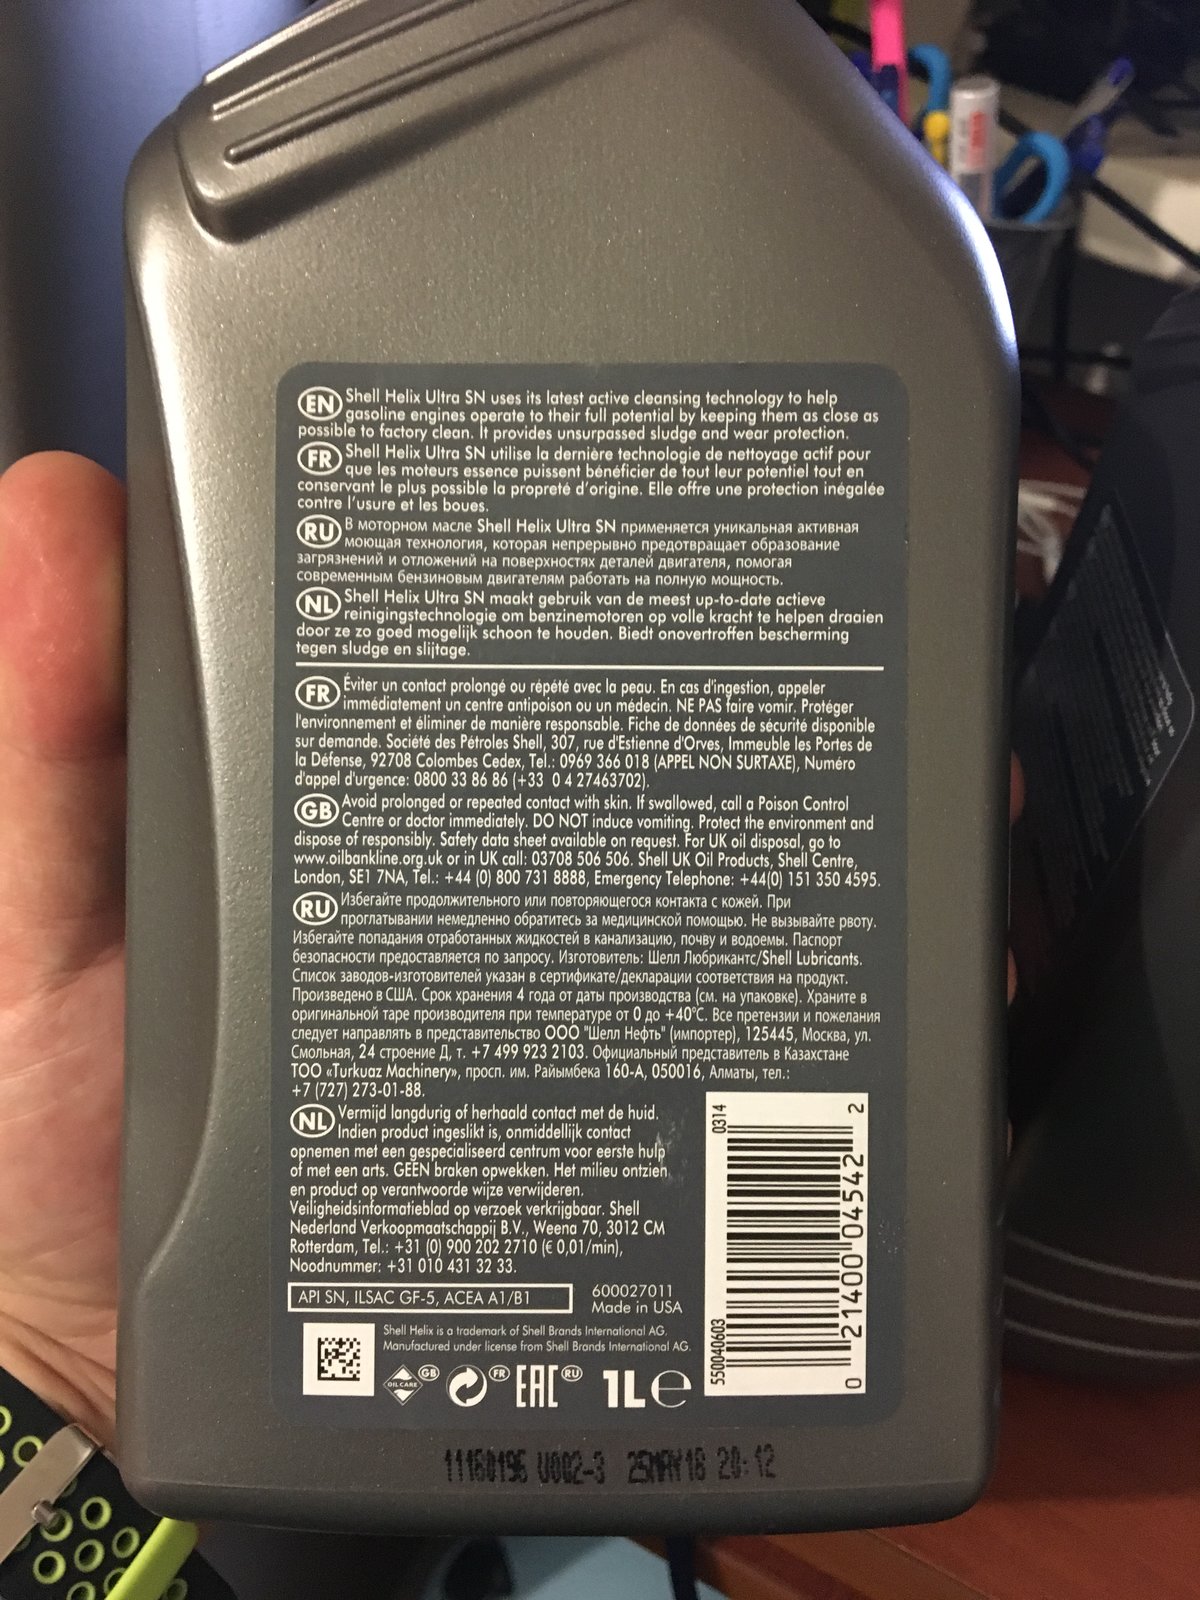 EN Shell Helix Ultra SN uses its latest active cleansing technology to help
gasoline engines operate to their full potential by keeping them as close as
possible to factory clean. It provides unsurpassed sludge and wear protection.
FR Shell Helix Ultra SN utilise la dernière technologie de nettoyage actif pour
que les moteurs essence puissent bénéficier de tout leur potentiel tout en
conservant le plus possible la propreté d'origine. Elle offre une protection inégalée
contre l'usure et les boues.
RU В моторном масле Shell Helix Ultra SN применяется уникальная активная
моющая технология, которая непрерывно предотвращает образование
загрязнений и отложений на поверхностях деталей двигателя, помогая
современным бензиновым двигателям работать на полную мощность.
NL Shell Helix Ultra SN maakt gebruik van de meest up-to-date actieve
reinigingstechnologie om benzinemotoren op volle kracht te helpen draaien
door ze zo goed mogelijk schoon te houden. Biedt onovertroffen bescherming
tegen sludge en slijtage.
FR Éviter un contact prolongé ou répété avec la peau. En cas d'ingestion, appeler
immédiatement un centre antipoison ou un médecin. NE PAS faire vomir. Protéger
l'environnement et éliminer de manière responsable. Fiche de données de sécurité disponible
sur demande. Société des Pétroles Shell, 307, rue d'Estienne d'Orves, Immeuble les Portes de
la Défense, 92708 Colombes Cedex, Tel.: 0969 366 018 (APPEL NON SURTAXE), Numéro
d'appel d'urgence: 0800 33 86 86 (+33 0 4 27463702).
GB Avoid prolonged or repeated contact with skin. If swallowed, call a Poison Control
Centre or doctor immediately. DO NOT induce vomiting. Protect the environment and
dispose of responsibly. Safety data sheet available on request. For UK oil disposal, go to
www.oilbankline.org.uk or in UK call: 03708 506 506. Shell UK Oil Products, Shell Centre,
London, SE1 7NA, Tel.: +44 (0) 800 731 8888, Emergency Telephone: +44(0) 151 350 4595.
RU Избегайте продолжительного или повторяющегося контакта с кожей. При
проглатывании немедленно обратитесь за медицинской помощью. Не вызывайте рвоту.
Избегайте попадания отработанных жидкостей в канализацию, почву и водоемы. Паспорт
безопасности предоставляется по запросу. Изготовитель: Шелл Любрикантс/Shell Lubricants.
Список заводов-изготовителей указан в сертификате/декларации соответствия на продукт.
Произведено в США. Срок хранения 4 года от даты производства (см. на упаковке). Храните в
оригинальной таре производителя при температуре от 0 до +40°C. Все претензии и пожелания
следует направлять в представительство ООО "Шелл Нефть" (импортер), 125445, Москва, ул.
Смольная, 24 строение Д, т. +7 499 923 2103. Официальный представитель в Казахстане
ТОО «Turkuaz Machinery», просп. им. Райымбека 160-А, 050016, Алматы, тел.:
+7 (727) 273-01-88.
NL Vermijd langdurig of herhaald contact met de huid.
Indien product ingeslikt is, onmiddellijk contact
opnemen met een gespecialiseerd centrum voor eerste hulp
of met een arts. GEEN braken opwekken. Het milieu ontzien
en product op verantwoorde wijze verwijderen.
Veiligheidsinformatieblad op verzoek verkrijgbaar. Shell
Nederland Verkoopmaatschappij B.V., Weena 70, 3012 CM
Rotterdam, Tel.: +31 (0) 900 202 2710 (€ 0,01/min),
Noodnummer: +31 010 431 32 33.
API SN, ILSAC GF-5, ACEA A1/B1
600027011
Made in USA
Shell Helix is a trademark of Shell Brands International AG.
Manufactured under license from Shell Brands International AG.
OIL CARE GB FR EAC RU 1L e
0314
550040603
0 21400 04542 2
11160196 U002-3 25MAY18 20:12